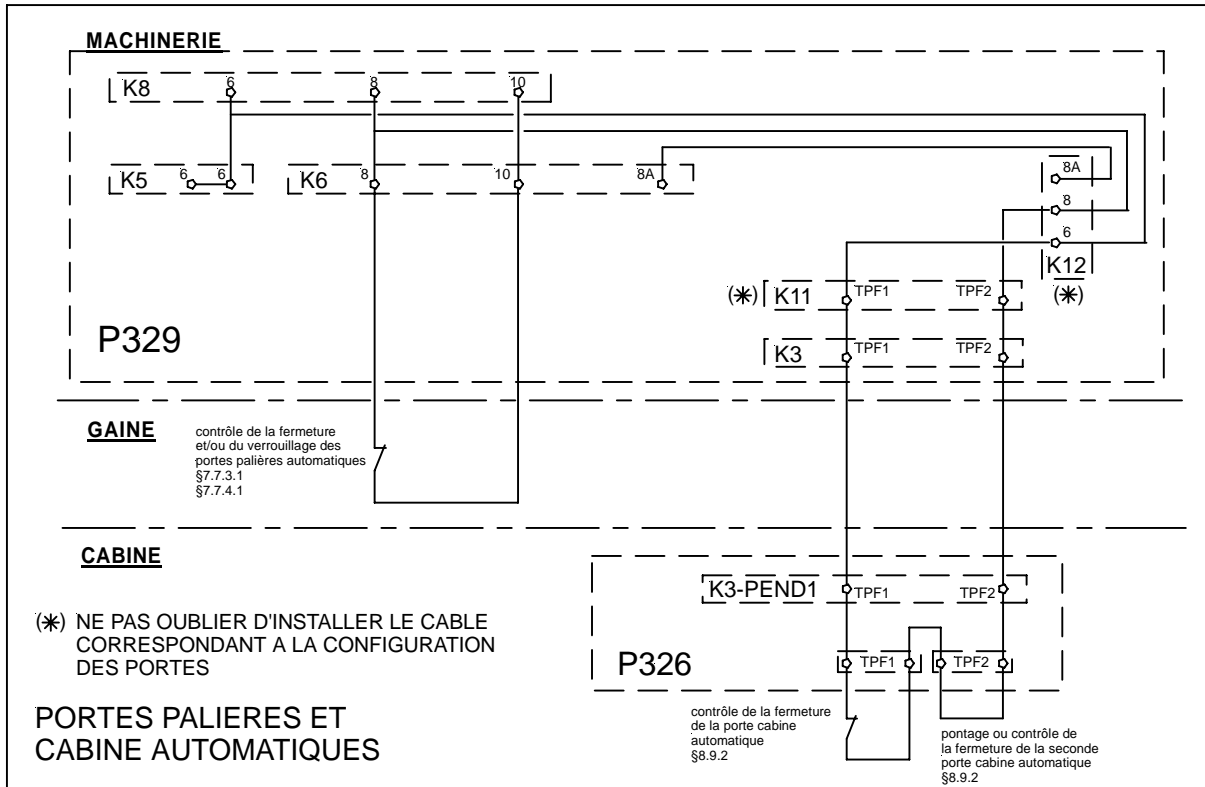 MACHINERIE
K8 6 8 10
K5 6 6 K6 8 10 8A
8A
8
6
K12
(*)
(*) K11 TPF1 TPF2
P329
K3 TPF1 TPF2
GAINE
contrôle de la fermeture
et/ou du verrouillage des
portes palières automatiques
§7.7.3.1
§7.7.4.1
CABINE
K3-PEND1 TPF1 TPF2
(*) NE PAS OUBLIER D'INSTALLER LE CABLE
CORRESPONDANT A LA CONFIGURATION
DES PORTES
P326 TPF1 TPF2
PORTES PALIERES ET
CABINE AUTOMATIQUES
contrôle de la fermeture
de la porte cabine
automatique
§8.9.2
pontage ou contrôle de
la fermeture de la seconde
porte cabine automatique
§8.9.2